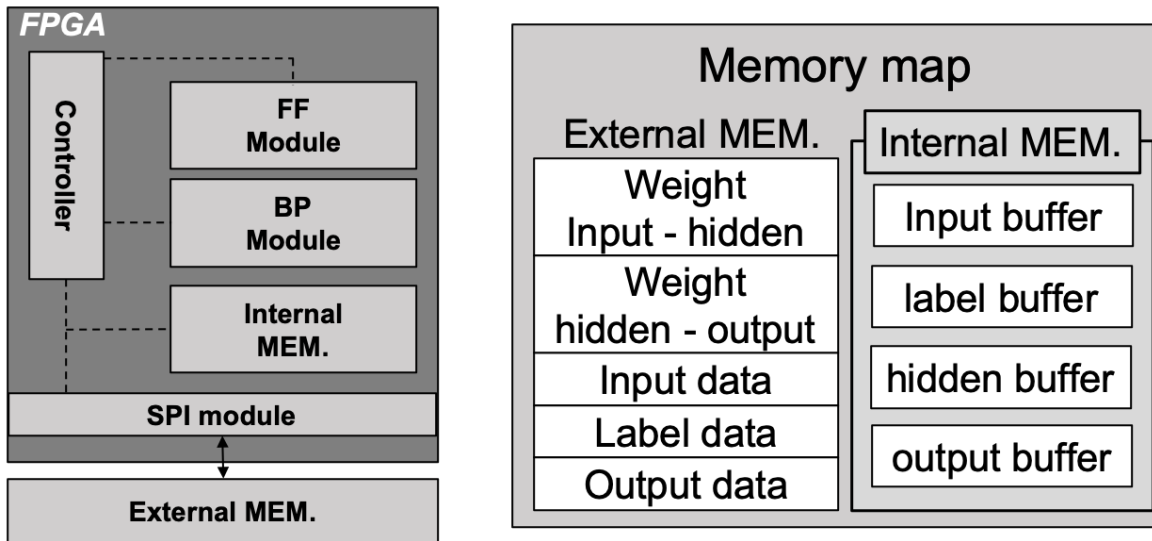 FPGA
Controller
FF
Module
BP
Module
Internal
MEM.
SPI module
External MEM.
Memory map
External MEM.
Weight
Input - hidden
Weight
hidden - output
Input data
Label data
Output data
Internal MEM.
Input buffer
label buffer
hidden buffer
output buffer